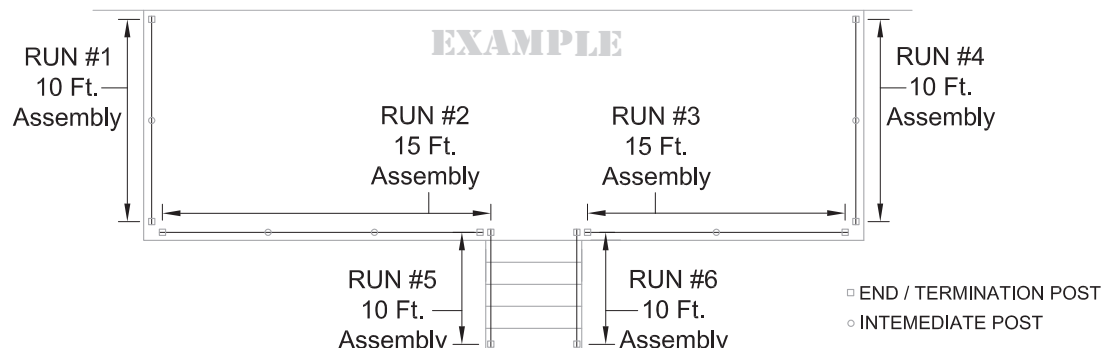 EXAMPLE
RUN #1
10 Ft.
Assembly
RUN #2
15 Ft.
Assembly
RUN #3
15 Ft.
Assembly
RUN #4
10 Ft.
Assembly
RUN #5
10 Ft.
Assembly
RUN #6
10 Ft.
Assembly
END / TERMINATION POST
INTEMEDIATE POST